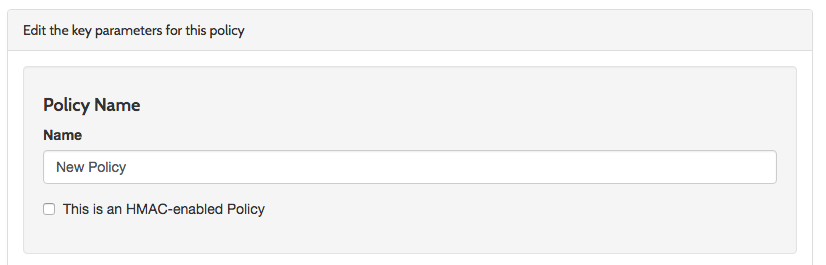 Edit the key parameters for this policy
Policy Name
Name
New Policy
This is an HMAC-enabled Policy